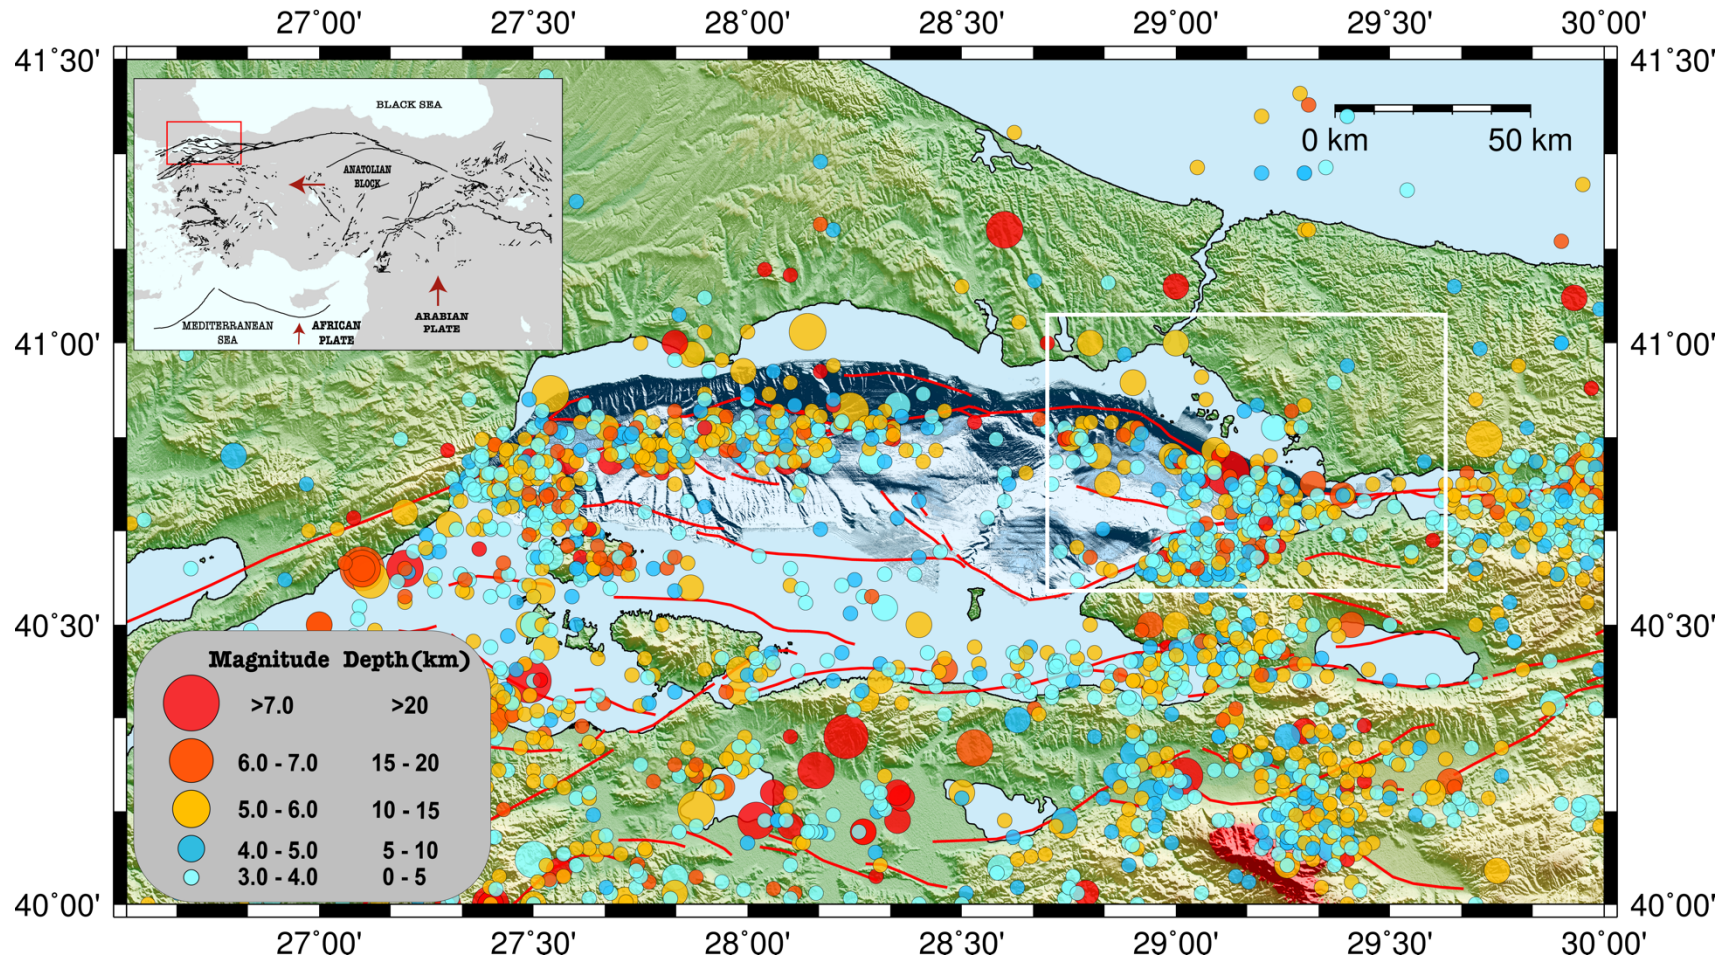 27°00' 27°30' 28°00' 28°30' 29°00' 29°30' 30°00'
41°30' 41°30'
BLACK SEA
0 km 50 km
ANATOLIAN
BLOCK
ARABIAN
PLATE
MEDITERRANEAN
SEA
AFRICAN
PLATE
41°00' 41°00'
40°30' 40°30'
Magnitude Depth(km)
>7.0 >20
6.0 - 7.0 15 - 20
5.0 - 6.0 10 - 15
4.0 - 5.0 5 - 10
3.0 - 4.0 0 - 5
40°00' 40°00'
27°00' 27°30' 28°00' 28°30' 29°00' 29°30' 30°00'